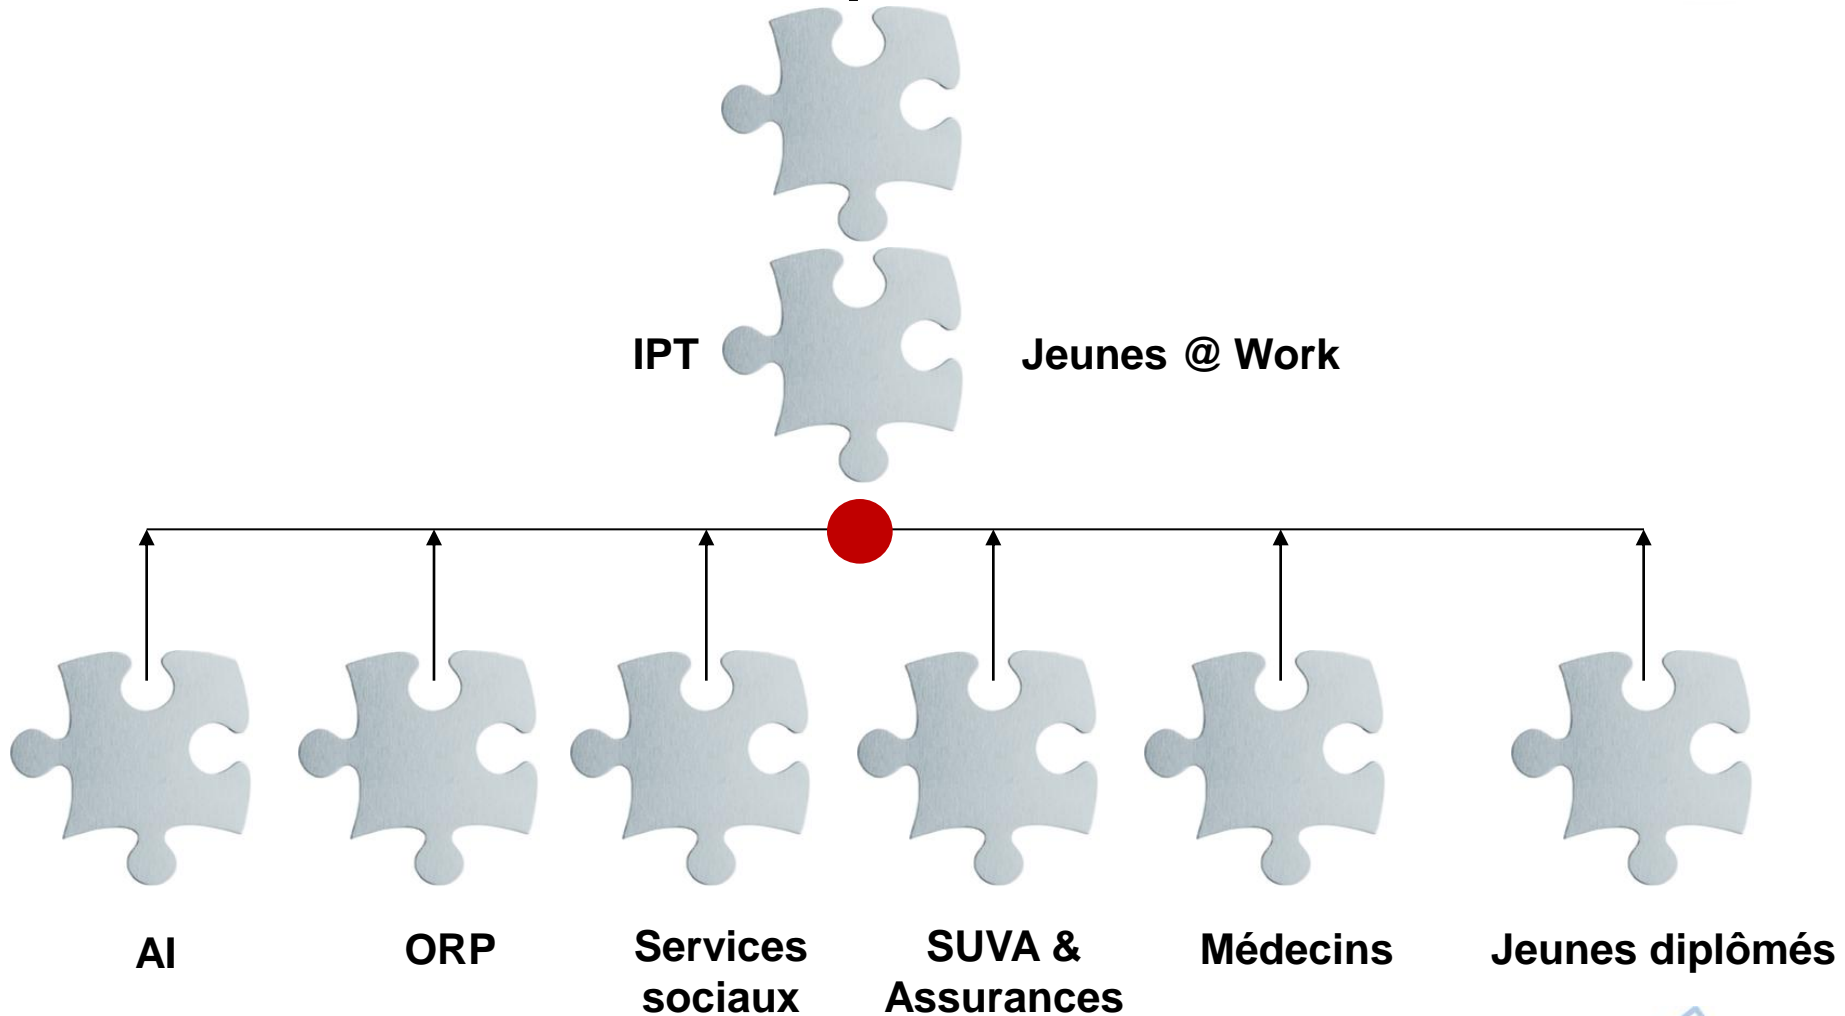 IPT
Jeunes @ Work
AI
ORP
Services
sociaux
SUVA &
Assurances
Médecins
Jeunes diplômés